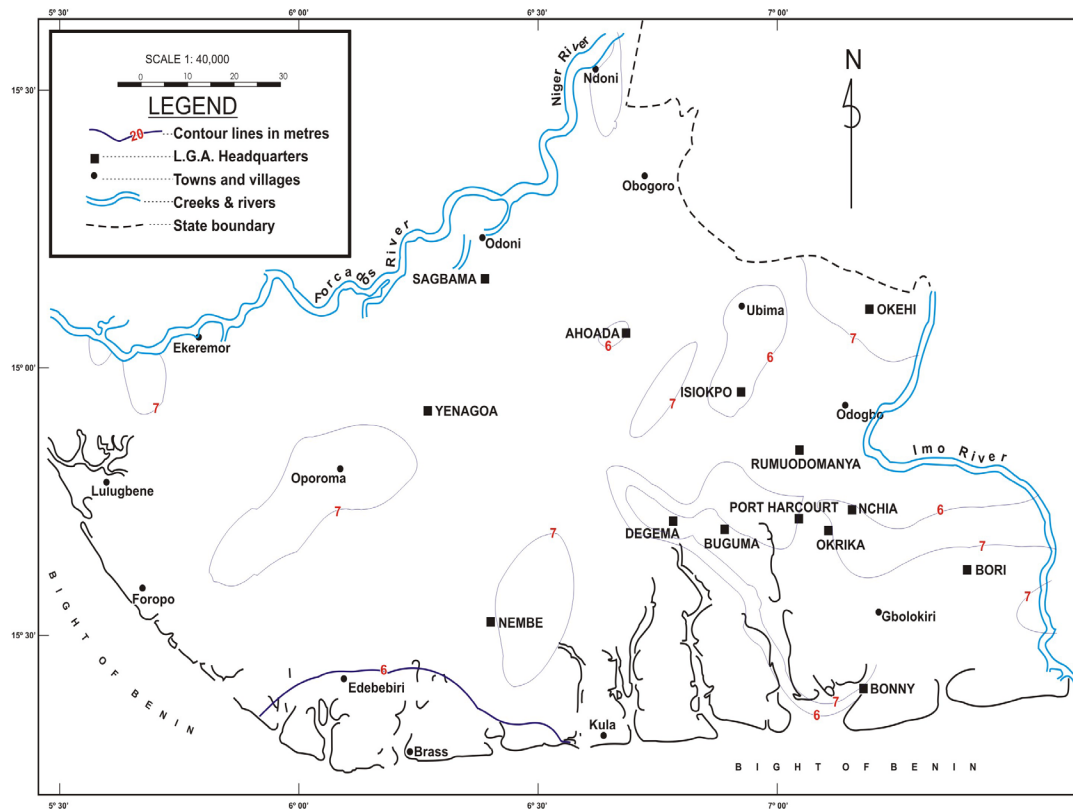 5° 30'
6° 00'
6° 30'
7° 00'
SCALE 1: 40,000
0 10 20 30
LEGEND
20 Contour lines in metres
L.G.A. Headquarters
Towns and villages
Creeks & rivers
State boundary
N
15° 30'
Niger River
Ndoni
Obogoro
Forcados River
Odoni
SAGBAMA
Ubima
OKEHI
AHOADA
6
7
6
Ekeremor
15° 00'
7
ISIOKPO
7
YENAGOA
Odogbo
Imo River
RUMUODOMANYA
Oporoma
Lulugbene
7
PORT HARCOURT
NCHIA
6
DEGEMA
BUGUMA
OKRIKA
7
7
BORI
7
Foropo
Gbolokiri
NEMBE
15° 30'
BIGHT OF BENIN
6
Edebebiri
BONNY
7
6
Kula
Brass
BIGHT OF BENIN
5° 30'
6° 00'
6° 30'
7° 00'